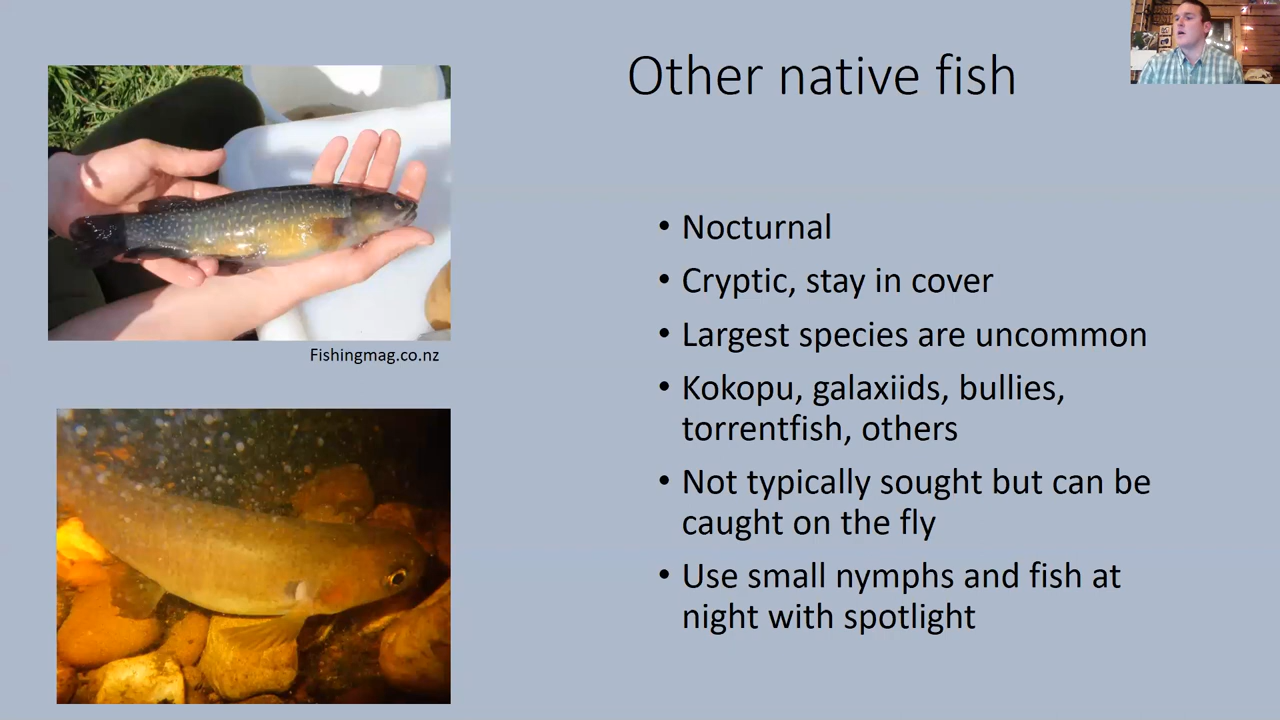 Other native fish
Fishingmag.co.nz
• Nocturnal
• Cryptic, stay in cover
• Largest species are uncommon
• Kokopu, galaxiids, bullies,
torrentfish, others
• Not typically sought but can be
caught on the fly
• Use small nymphs and fish at
night with spotlight